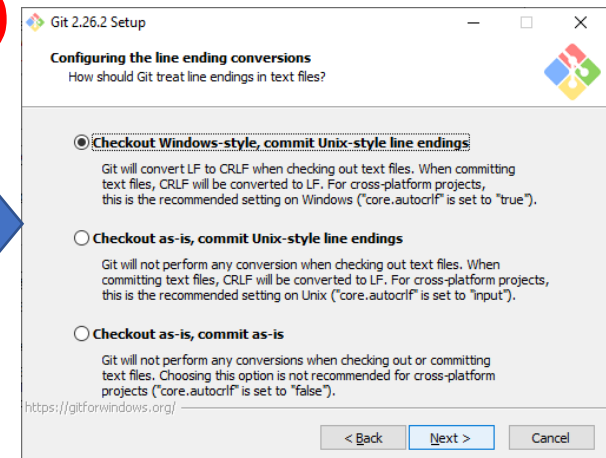 Git 2.26.2 Setup
Configuring the line ending conversions
How should Git treat line endings in text files?
Checkout Windows-style, commit Unix-style line endings
Git will convert LF to CRLF when checking out text files. When committing
text files, CRLF will be converted to LF. For cross-platform projects,
this is the recommended setting on Windows ("core.autocrlf" is set to "true").
Checkout as-is, commit Unix-style line endings
Git will not perform any conversion when checking out text files. When
committing text files, CRLF will be converted to LF. For cross-platform projects,
this is the recommended setting on Unix ("core.autocrlf" is set to "input").
Checkout as-is, commit as-is
Git will not perform any conversions when checking out or committing
text files. Choosing this option is not recommended for cross-platform
projects ("core.autocrlf" is set to "false").
https://gitforwindows.org/
< Back Next > Cancel